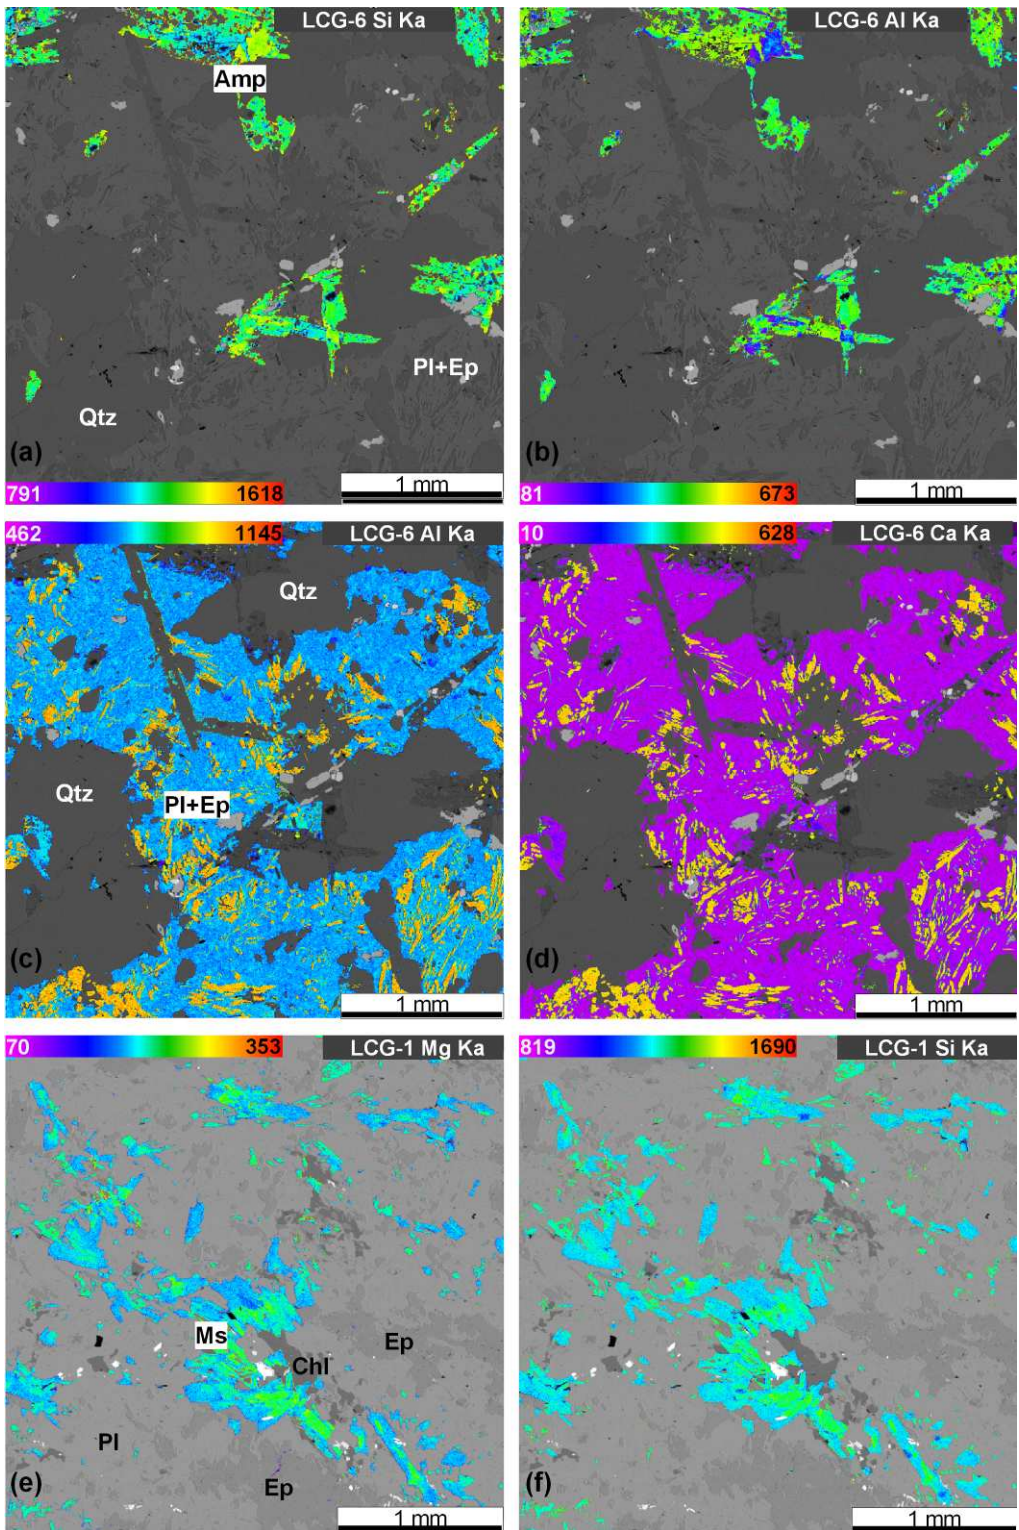 LCG-6 Si Ka
Amp
Pl+Ep
Qtz
(a)
791 1618
1 mm
LCG-6 Al Ka
(b)
81 673
1 mm
462 1145
LCG-6 Al Ka
Qtz
Qtz
Pl+Ep
(c)
1 mm
10 628
LCG-6 Ca Ka
(d)
1 mm
70 353
LCG-1 Mg Ka
Ms
Ep
Chl
Pl
Ep
(e)
1 mm
819 1690
LCG-1 Si Ka
(f)
1 mm